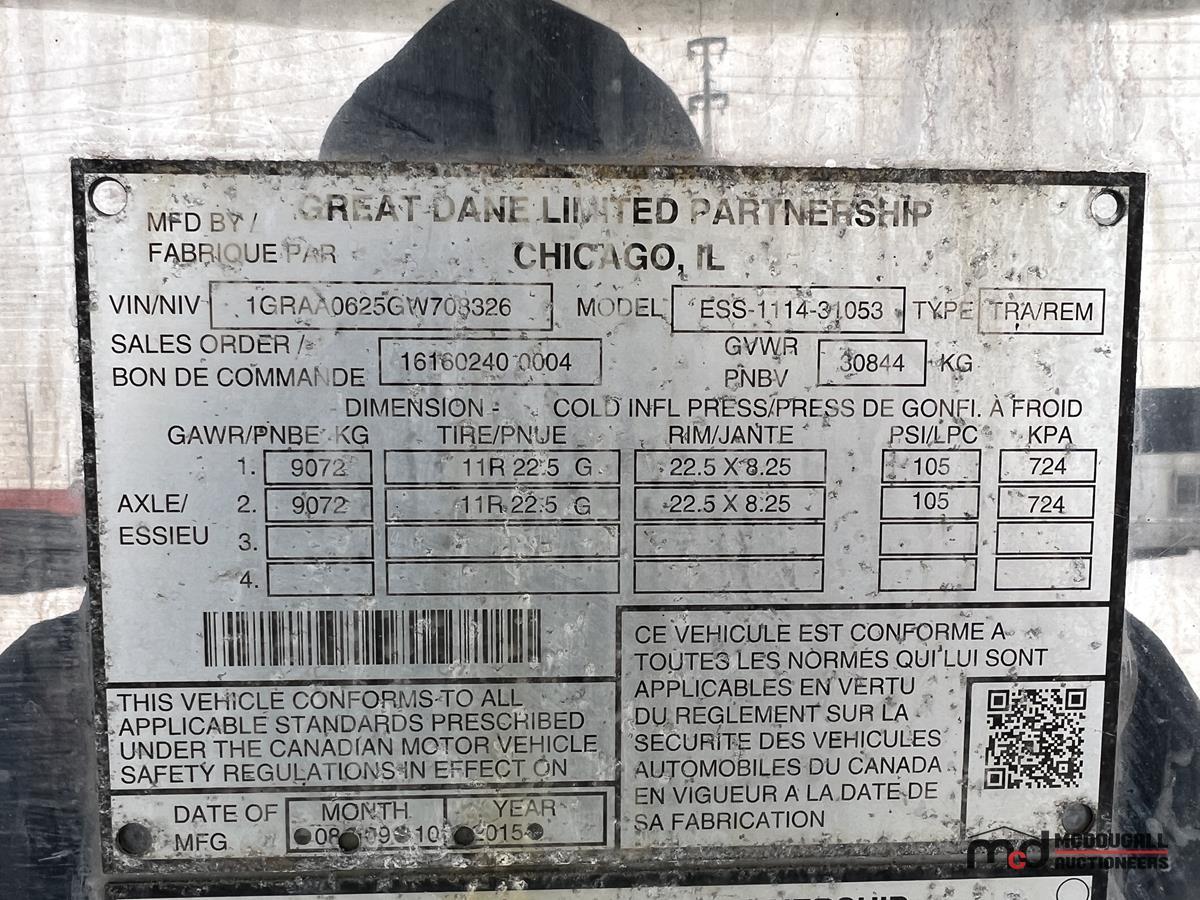 MFD BY / GREAT DANE LIMITED PARTNERSHIP
FABRIQUE PAR CHICAGO, IL
VIN/NIV 1GRAA0625GW703326 MODEL ESS-1114-31053 TYPE TRA/REM
SALES ORDER / BON DE COMMANDE 16160240 0004 GVWR PNBV 30844 KG
DIMENSION - COLD INFL PRESS/PRESS DE GONFL. À FROID
GAWR/PNBE KG TIRE/PNUE RIM/JANTE PSI/LPC KPA
1. 9072 11R 22.5 G 22.5 X 8.25 105 724
AXLE/ESSIEU
2. 9072 11R 22.5 G 22.5 X 8.25 105 724
3.
4.
THIS VEHICLE CONFORMS TO ALL
APPLICABLE STANDARDS PRESCRIBED
UNDER THE CANADIAN MOTOR VEHICLE
SAFETY REGULATIONS IN EFFECT ON
DATE OF MFG MONTH YEAR
08 09 10 2015
CE VEHICULE EST CONFORME A
TOUTES LES NORMES QUI LUI SONT
APPLICABLES EN VERTU
DU REGLEMENT SUR LA
SECURITE DES VEHICULES
AUTOMOBILES DU CANADA
EN VIGUEUR A LA DATE DE
SA FABRICATION
mcd MCDOUGALL
AUCTIONEERS